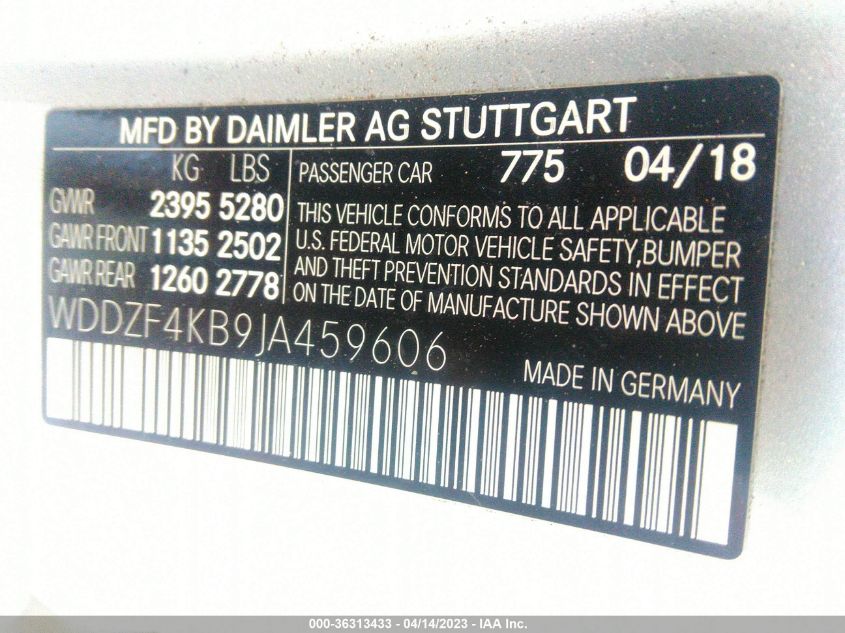 MFD BY DAIMLER AG STUTTGART
KG LBS
GVWR 2395 5280
GAWR FRONT 1135 2502
GAWR REAR 1260 2778
PASSENGER CAR 775 04/18
THIS VEHICLE CONFORMS TO ALL APPLICABLE
U.S. FEDERAL MOTOR VEHICLE SAFETY, BUMPER
AND THEFT PREVENTION STANDARDS IN EFFECT
ON THE DATE OF MANUFACTURE SHOWN ABOVE
WDDZF4KB9JA459606
MADE IN GERMANY
000-36313433 - 04/14/2023 - IAA Inc.